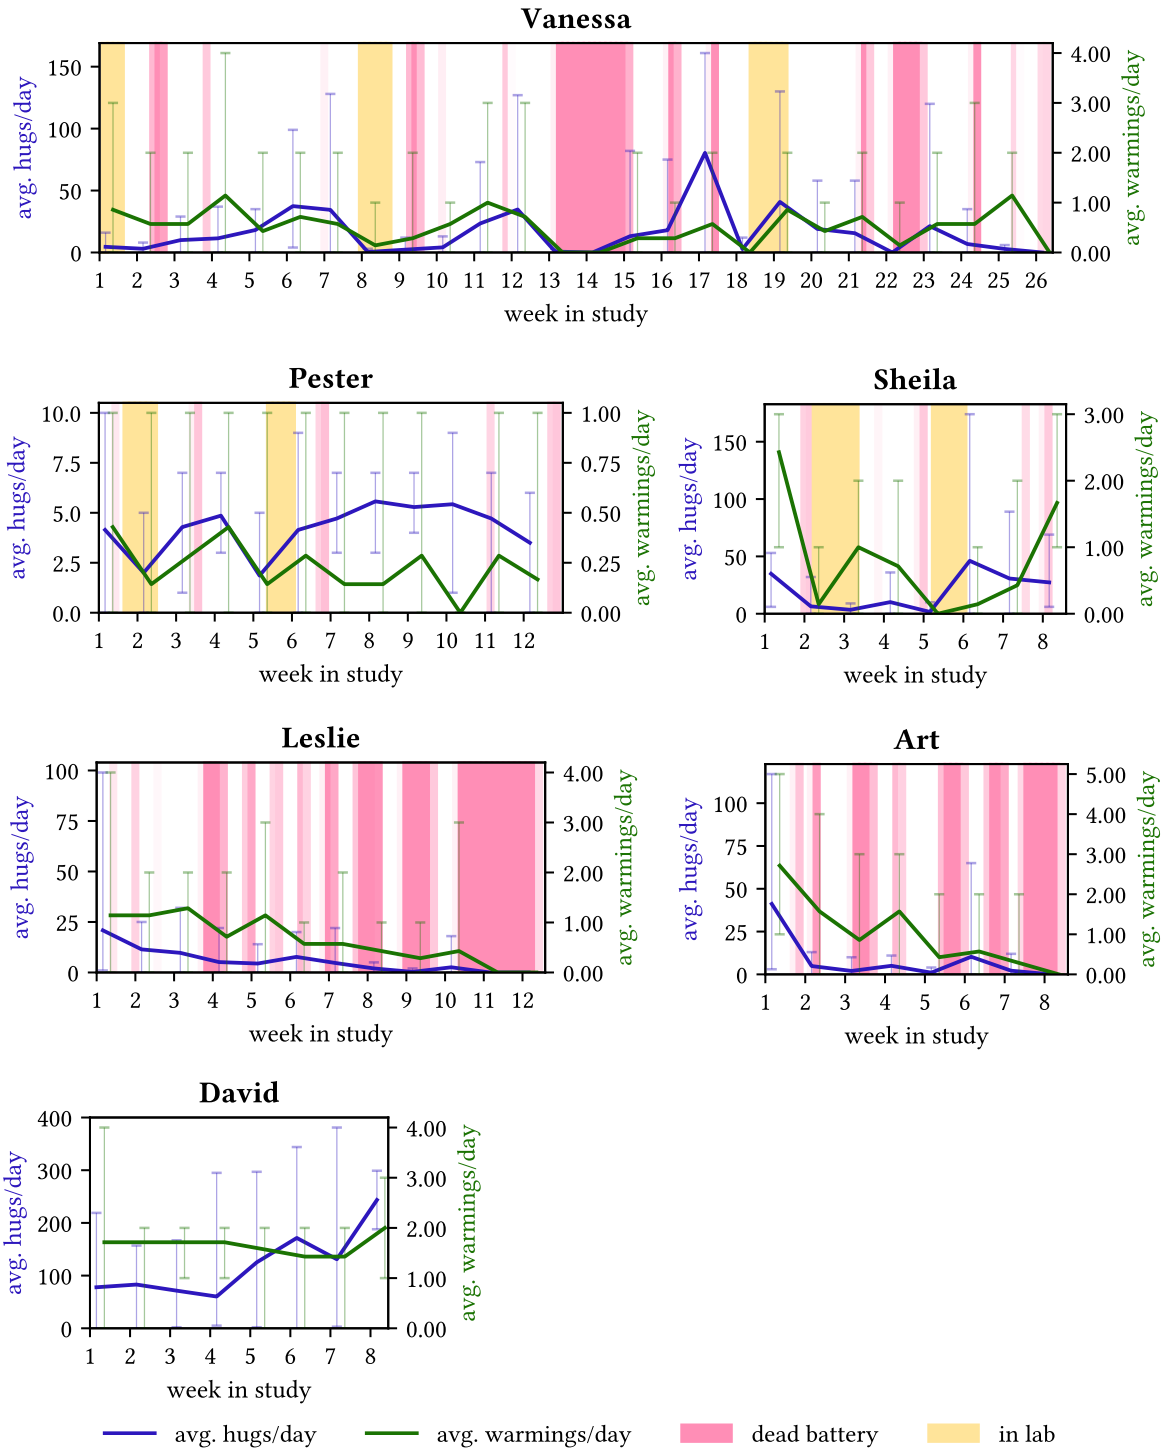 Vanessa
avg. hugs/day
150
100
50
0
4.00
3.00
2.00
1.00
0.00
avg. warmings/day
1 2 3 4 5 6 7 8 9 10 11 12 13 14 15 16 17 18 19 20 21 22 23 24 25 26
week in study
Pester
avg. hugs/day
10.0
7.5
5.0
2.5
0.0
1.00
0.75
0.50
0.25
0.00
avg. warmings/day
1 2 3 4 5 6 7 8 9 10 11 12
week in study
Sheila
avg. hugs/day
150
100
50
0
3.00
2.00
1.00
0.00
avg. warmings/day
1 2 3 4 5 6 7 8
week in study
Leslie
avg. hugs/day
100
75
50
25
0
4.00
3.00
2.00
1.00
0.00
avg. warmings/day
1 2 3 4 5 6 7 8 9 10 11 12
week in study
Art
avg. hugs/day
100
75
50
25
0
5.00
4.00
3.00
2.00
1.00
0.00
avg. warmings/day
1 2 3 4 5 6 7 8
week in study
David
avg. hugs/day
400
300
200
100
0
4.00
3.00
2.00
1.00
0.00
avg. warmings/day
1 2 3 4 5 6 7 8
week in study
avg. hugs/day avg. warmings/day dead battery in lab